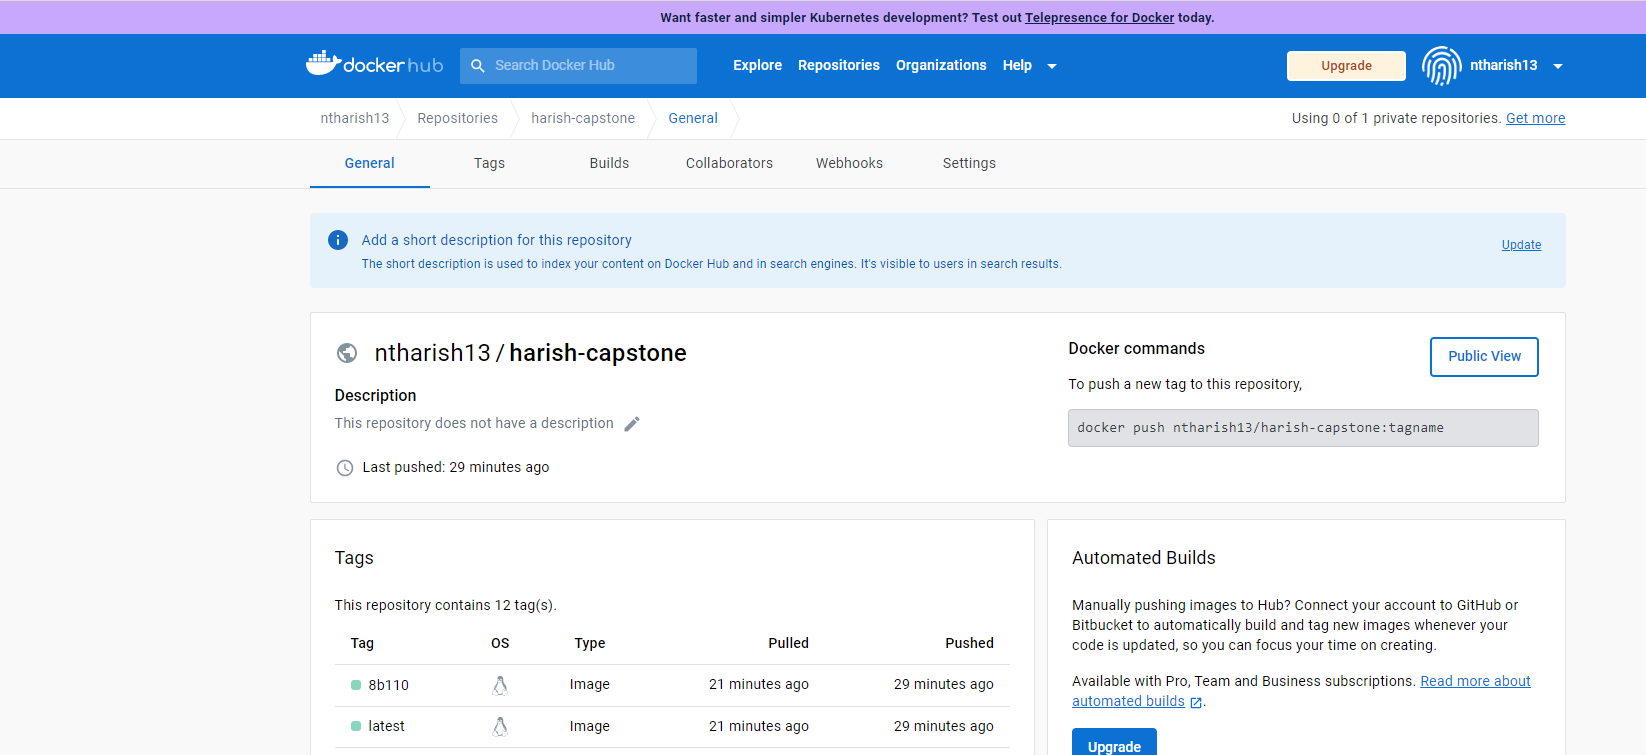 Want faster and simpler Kubernetes development? Test out Telepresence for Docker today.
docker hub
Search Docker Hub
Explore Repositories Organizations Help
Upgrade
ntharish13
ntharish13 Repositories harish-capstone General
Using 0 of 1 private repositories. Get more
General Tags Builds Collaborators Webhooks Settings
Add a short description for this repository
Update
The short description is used to index your content on Docker Hub and in search engines. It's visible to users in search results.
ntharish13 / harish-capstone
Description
This repository does not have a description
Last pushed: 29 minutes ago
Docker commands
Public View
To push a new tag to this repository,
docker push ntharish13/harish-capstone:tagname
Tags
This repository contains 12 tag(s).
Tag OS Type Pulled Pushed
8b110 Image 21 minutes ago 29 minutes ago
latest Image 21 minutes ago 29 minutes ago
Automated Builds
Manually pushing images to Hub? Connect your account to GitHub or
Bitbucket to automatically build and tag new images whenever your
code is updated, so you can focus your time on creating.
Available with Pro, Team and Business subscriptions. Read more about
automated builds .
Upgrade